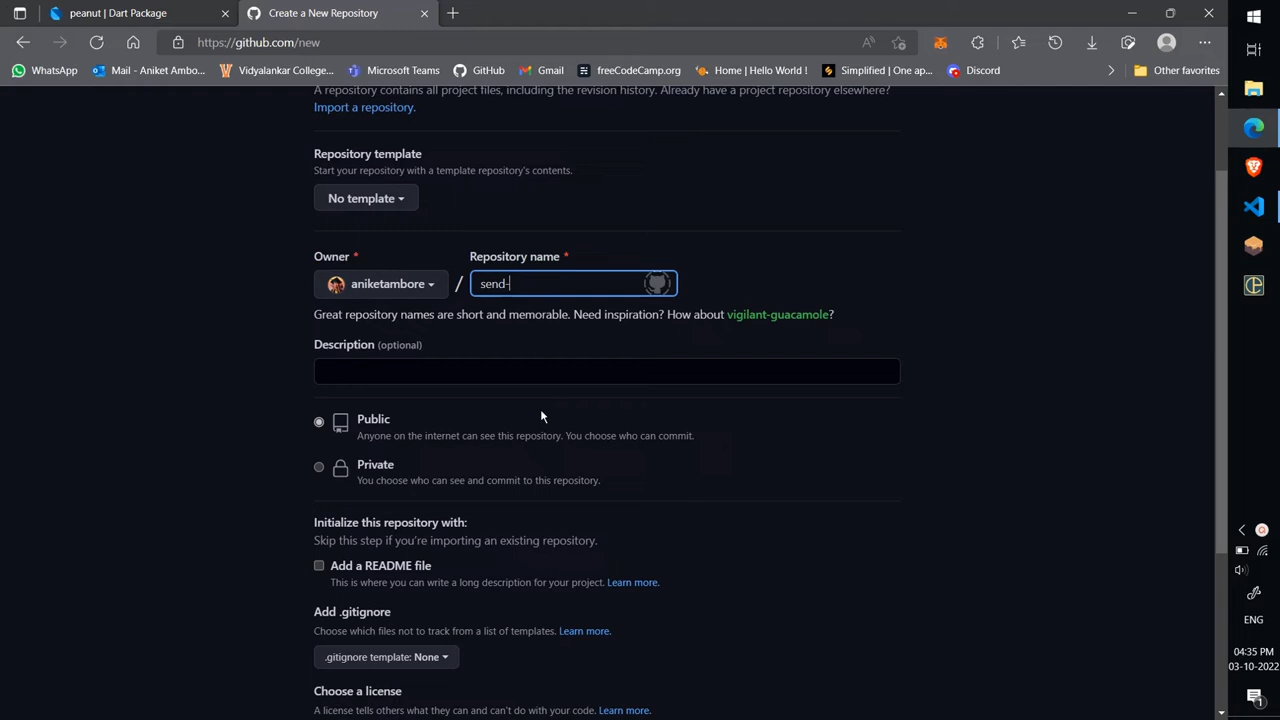 peanut | Dart Package
Create a New Repository
https://github.com/new
WhatsApp
Mail - Aniket Ambo...
Vidyalankar College...
Microsoft Teams
GitHub
Gmail
freeCodeCamp.org
Home | Hello World !
Simplified | One ap...
Discord
Other favorites
A repository contains all project files, including the revision history. Already have a project repository elsewhere?
Import a repository.
Repository template
Start your repository with a template repository's contents.
No template
Owner *
Repository name *
aniketambore
/
send-
Great repository names are short and memorable. Need inspiration? How about vigilant-guacamole?
Description (optional)
Public
Anyone on the internet can see this repository. You choose who can commit.
Private
You choose who can see and commit to this repository.
Initialize this repository with:
Skip this step if you're importing an existing repository.
Add a README file
This is where you can write a long description for your project. Learn more.
Add .gitignore
Choose which files not to track from a list of templates. Learn more.
.gitignore template: None
Choose a license
A license tells others what they can and can't do with your code. Learn more.
ENG
04:35 PM
03-10-2022
1